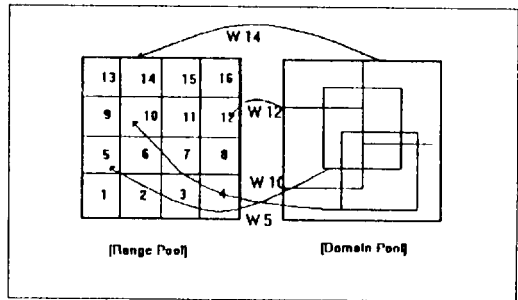 W 14
13 14 15 16
9 10 11 12
W 12
5 6 7 8
W 10
1 2 3 4
W 5
[Range Pool]
[Domain Pool]